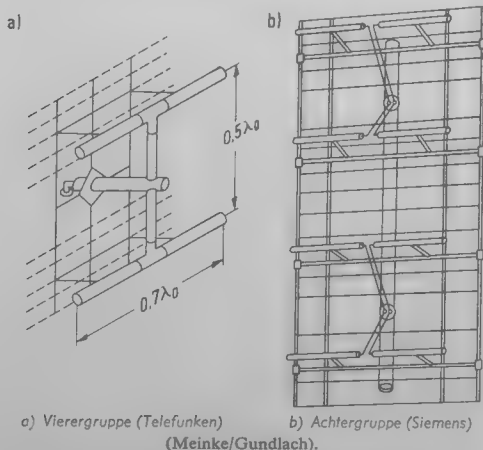 a)
b)
0,5λ₀
0,7λ₀
a) Vierergruppe (Telefunken)
b) Achtergruppe (Siemens)
(Meinke/Gundlach).